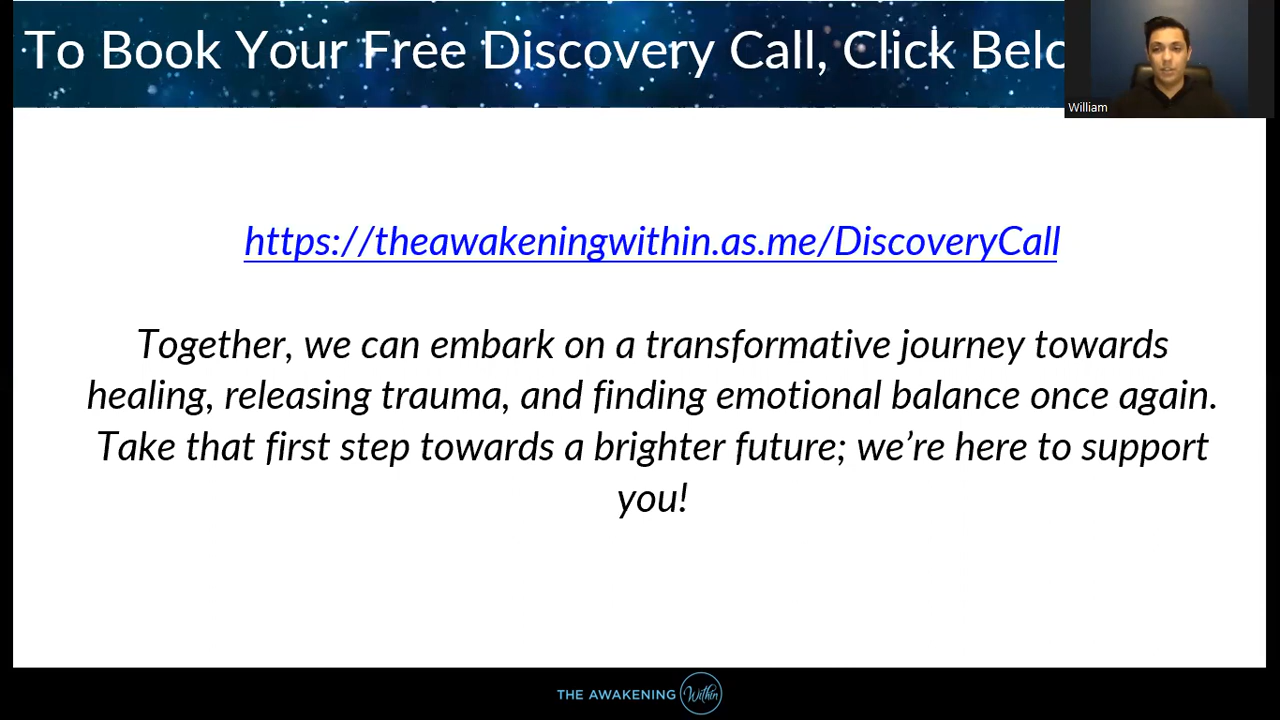 To Book Your Free Discovery Call, Click Belo
William
https://theawakeningwithin.as.me/DiscoveryCall
Together, we can embark on a transformative journey towards
healing, releasing trauma, and finding emotional balance once again.
Take that first step towards a brighter future; we’re here to support
you!
THE AWAKENING Within